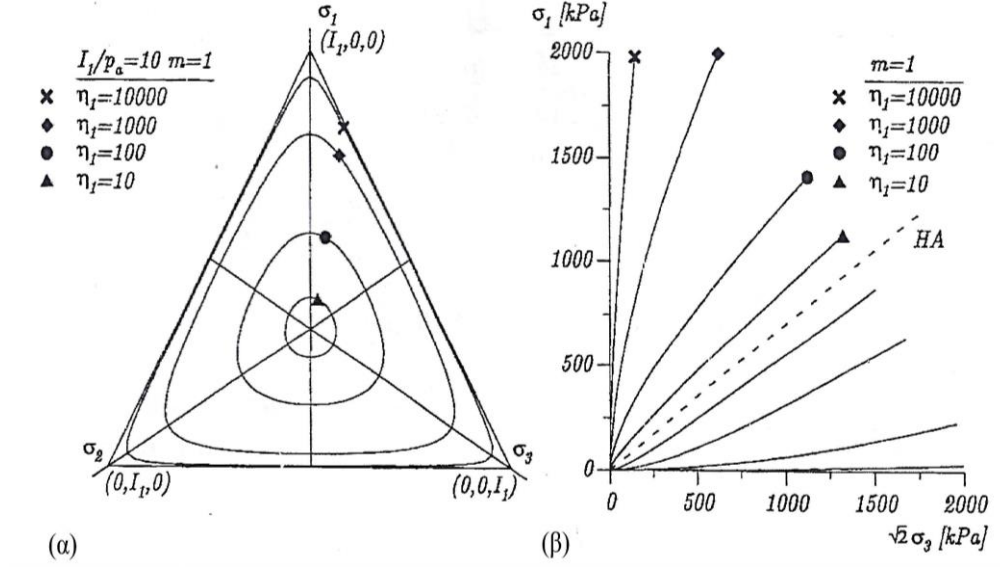 σ₁
(I₁,0,0)
I₁/pₐ=10 m=1
η₁=10000
η₁=1000
η₁=100
η₁=10
σ₂
(0,I₁,0)
σ₃
(0,0,I₁)
(α)
σ₁ [kPa]
2000
1500
1000
500
0
m=1
η₁=10000
η₁=1000
η₁=100
η₁=10
HA
0 500 1000 1500 2000
√2σ₃ [kPa]
(β)